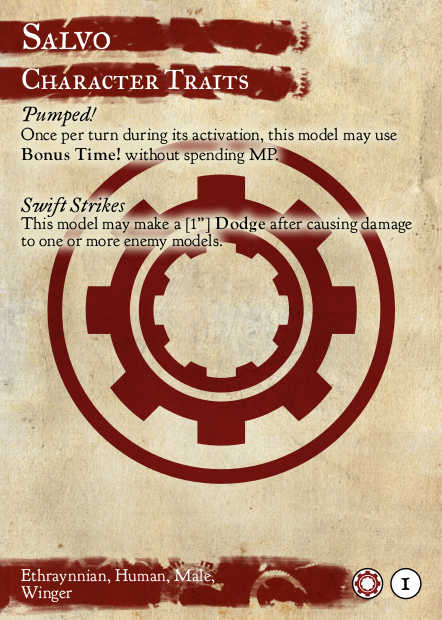 Salvo
Character Traits
Pumped!
Once per turn during its activation, this model may use
Bonus Time! without spending MP.
Swift Strikes
This model may make a [1"] Dodge after causing damage
to one or more enemy models.
Ethraynnian, Human, Male,
Winger
1